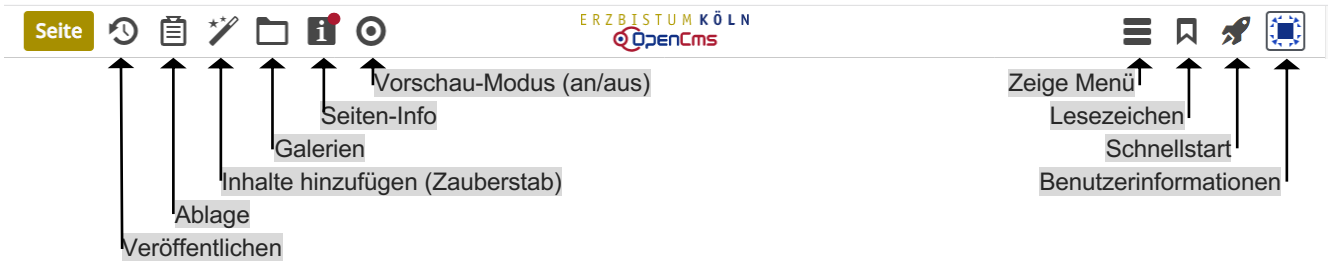 Seite
ERZBISTUM KÖLN
OpenCms
Vorschau-Modus (an/aus)
Zeige Menü
Seiten-Info
Lesezeichen
Galerien
Schnellstart
Inhalte hinzufügen (Zauberstab)
Benutzerinformationen
Ablage
Veröffentlichen